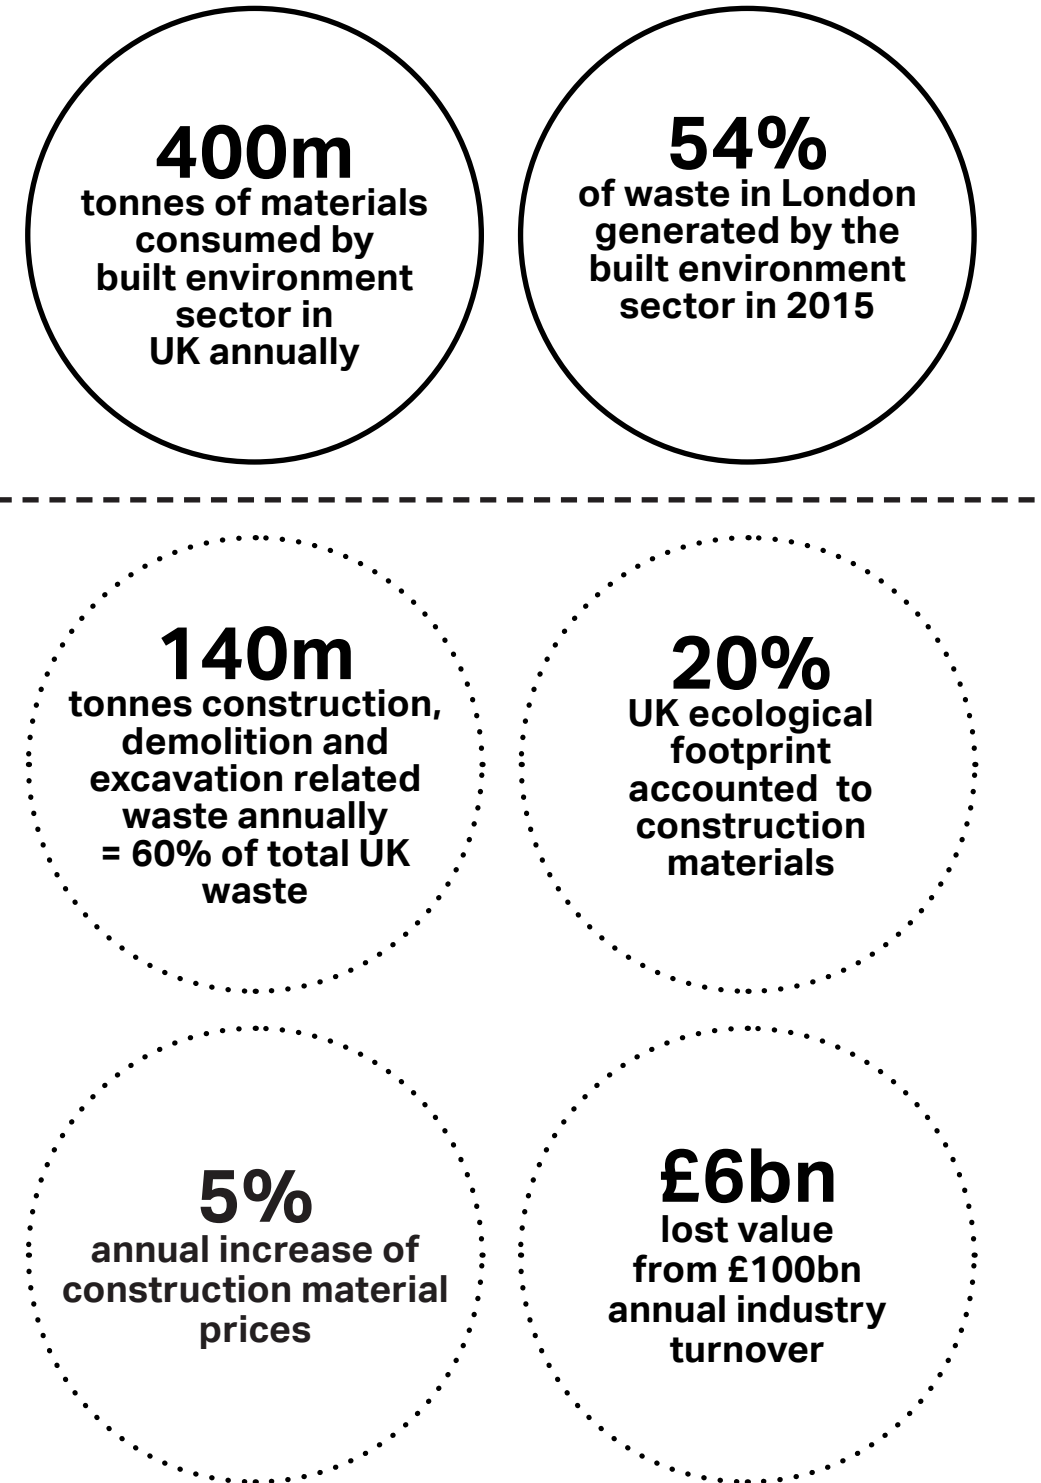 400m
tonnes of materials
consumed by
built environment
sector in
UK annually
54%
of waste in London
generated by the
built environment
sector in 2015
140m
tonnes construction,
demolition and
excavation related
waste annually
= 60% of total UK
waste
20%
UK ecological
footprint
accounted  to
construction
materials
5%
annual increase of
construction material
prices
£6bn
lost value
from £100bn
annual industry
turnover